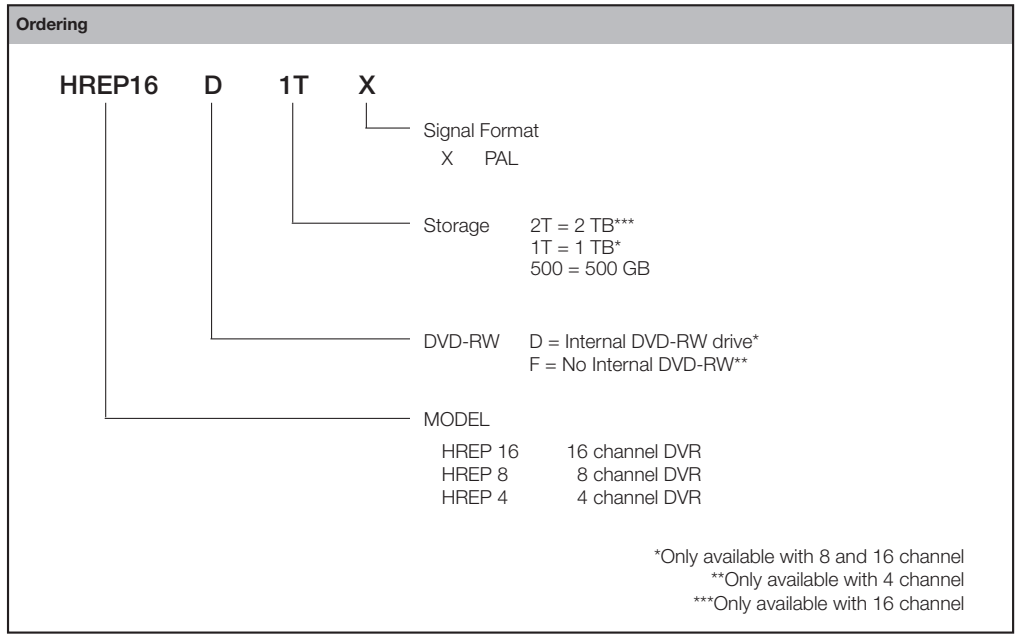 Ordering
HREP16 D 1T X
Signal Format
X PAL
Storage 2T = 2 TB***
1T = 1 TB*
500 = 500 GB
DVD-RW D = Internal DVD-RW drive*
F = No Internal DVD-RW**
MODEL
HREP 16 16 channel DVR
HREP 8 8 channel DVR
HREP 4 4 channel DVR
*Only available with 8 and 16 channel
**Only available with 4 channel
***Only available with 16 channel